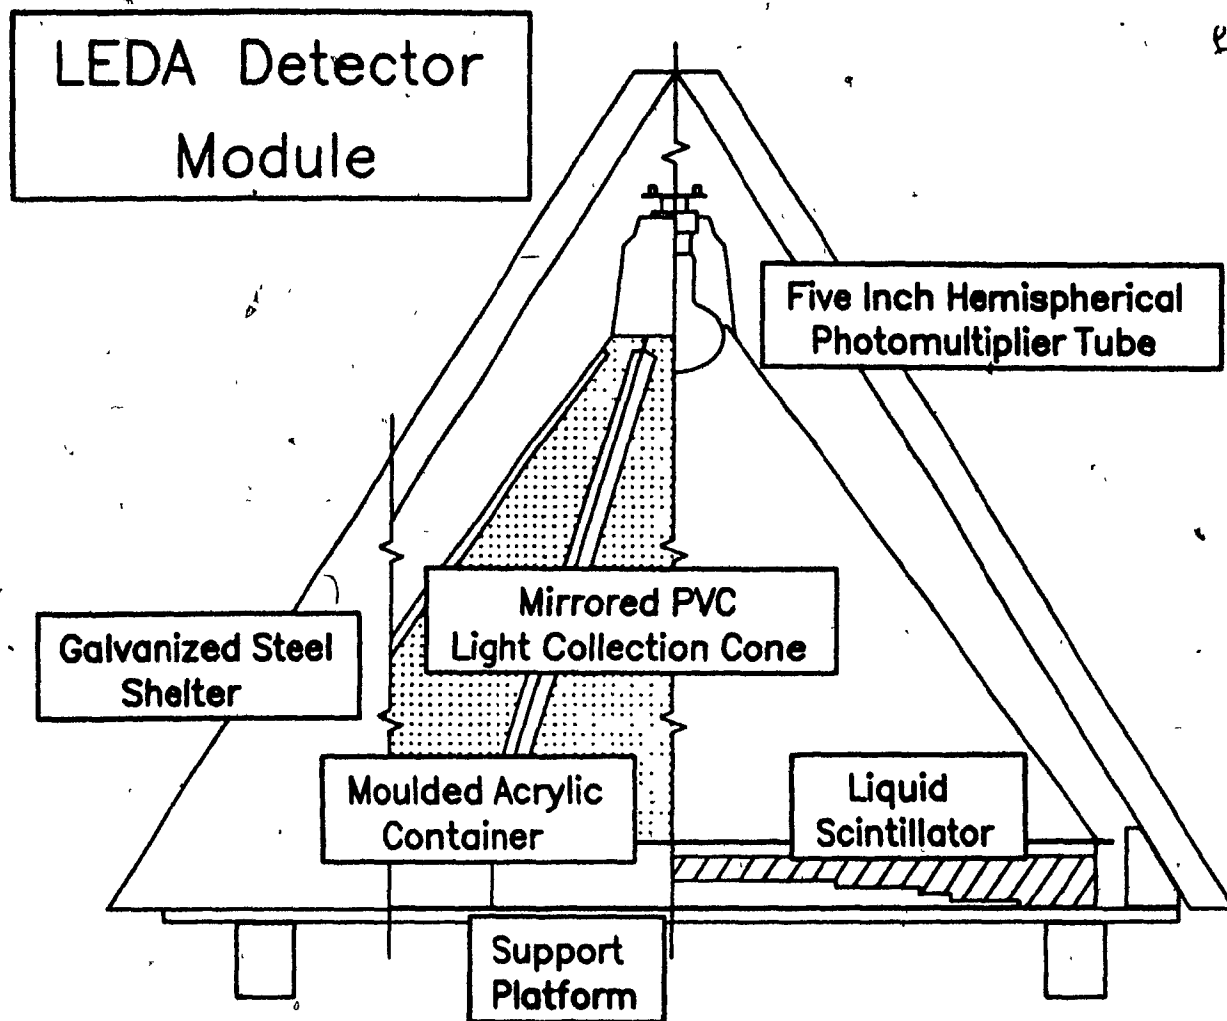 LEDA Detector
Module
Five Inch Hemispherical
Photomultiplier Tube
Mirrored PVC
Light Collection Cone
Galvanized Steel
Shelter
Moulded Acrylic
Container
Liquid
Scintillator
Support
Platform